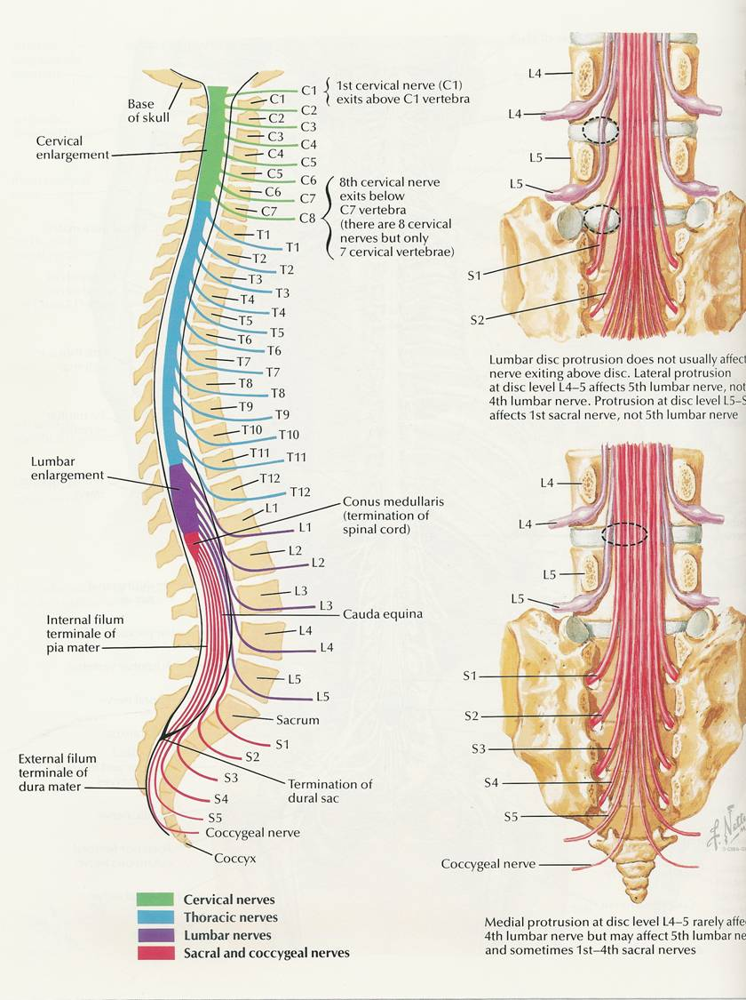 Base
of skull
Cervical
enlargement
C1
C1
C2
C2
C3
C3
C4
C4
C5
C5
C6
C6
C7
C7
C8
1st cervical nerve (C1)
exits above C1 vertebra
8th cervical nerve
exits below
C7 vertebra
(there are 8 cervical
nerves but only
7 cervical vertebrae)
T1
T1
T2
T2
T3
T3
T4
T4
T5
T5
T6
T6
T7
T7
T8
T8
T9
T9
T10
T10
T11
T11
T12
T12
Lumbar
enlargement
Conus medullaris
(termination of
spinal cord)
L1
L1
L2
L2
L3
L3
Cauda equina
L4
L4
L5
L5
Internal filum
terminale of
pia mater
Sacrum
S1
S2
S3
S4
S5
External filum
terminale of
dura mater
Termination of
dural sac
Coccygeal nerve
Coccyx
Cervical nerves
Thoracic nerves
Lumbar nerves
Sacral and coccygeal nerves
L4
L4
L5
L5
S1
S2
Lumbar disc protrusion does not usually affect
nerve exiting above disc. Lateral protrusion
at disc level L4–5 affects 5th lumbar nerve, not
4th lumbar nerve. Protrusion at disc level L5–S
affects 1st sacral nerve, not 5th lumbar nerve
L4
L4
L5
L5
S1
S2
S3
S4
S5
Coccygeal nerve
Medial protrusion at disc level L4–5 rarely affe
4th lumbar nerve but may affect 5th lumbar ne
and sometimes 1st–4th sacral nerves